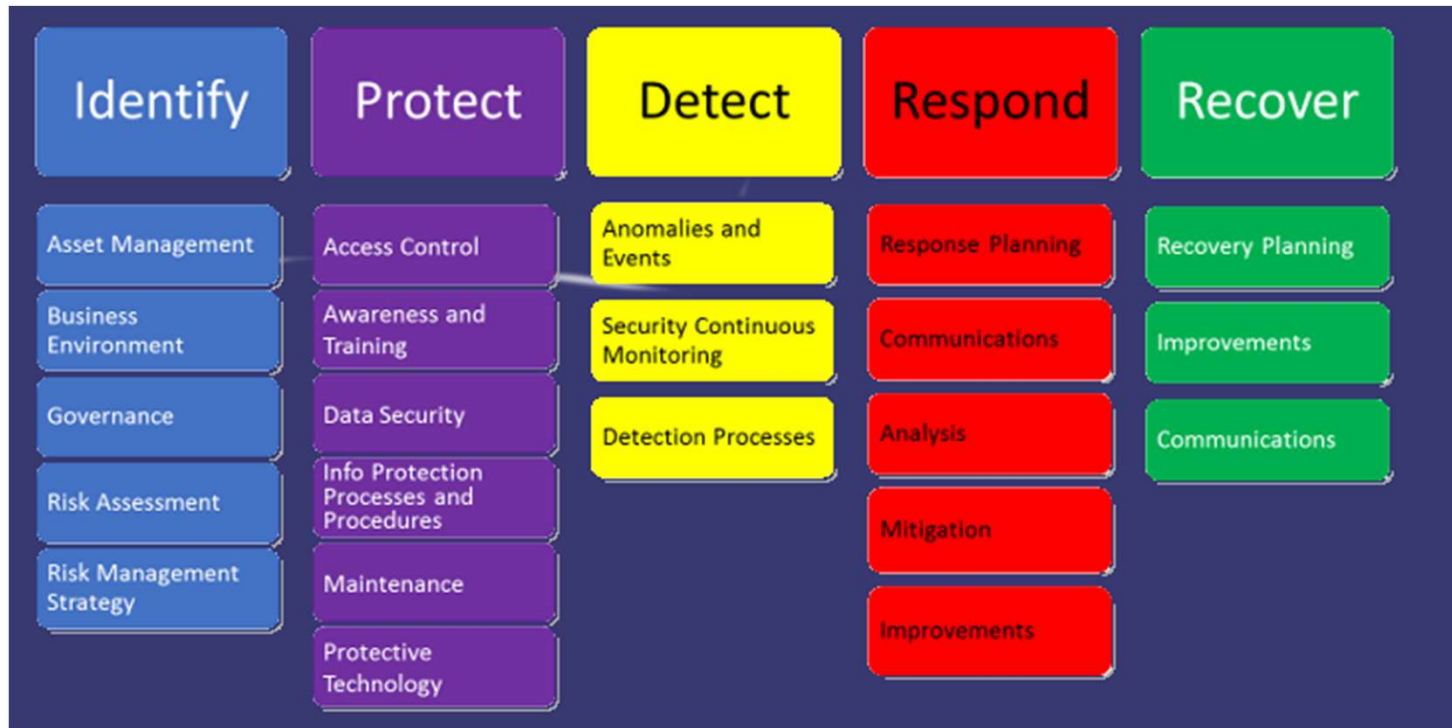 Identify
Protect
Detect
Respond
Recover
Asset Management
Business
Environment
Governance
Risk Assessment
Risk Management
Strategy
Access Control
Awareness and
Training
Data Security
Info Protection
Processes and
Procedures
Maintenance
Protective
Technology
Anomalies and
Events
Security Continuous
Monitoring
Detection Processes
Response Planning
Communications
Analysis
Mitigation
Improvements
Recovery Planning
Improvements
Communications